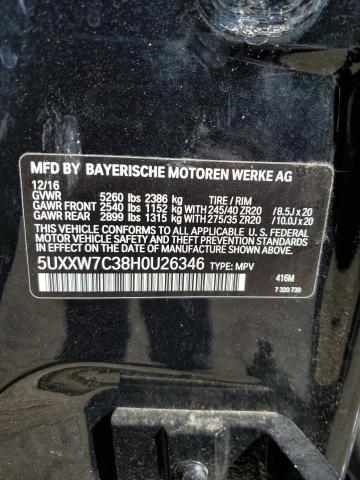 MFD BY BAYERISCHE MOTOREN WERKE AG
12/16
GVWR 5260 lbs 2386 kg TIRE / RIM
GAWR FRONT 2540 lbs 1152 kg WITH 245/40 ZR20 / 8.5J x 20
GAWR REAR 2899 lbs 1315 kg WITH 275/35 ZR20 / 10.0J x 20
THIS VEHICLE CONFORMS TO ALL APPLICABLE U.S. FEDERAL
MOTOR VEHICLE SAFETY STANDARDS IN EFFECT ON THE
DATE OF MANUFACTURE SHOWN ABOVE.
5UXXW7C38H0U26346 TYPE: MPV
416M
7 320 730